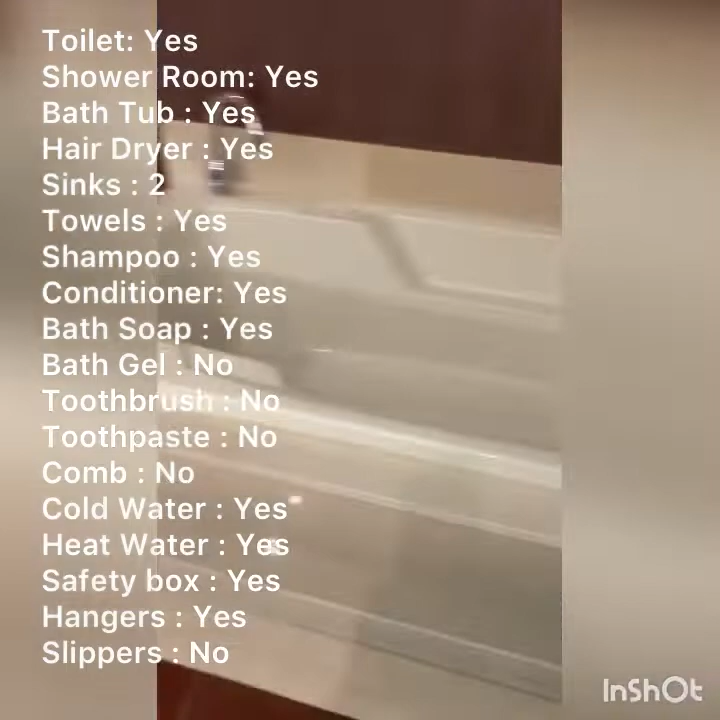 Toilet: Yes
Shower Room: Yes
Bath Tub : Yes
Hair Dryer : Yes
Sinks : 2
Towels : Yes
Shampoo : Yes
Conditioner: Yes
Bath Soap : Yes
Bath Gel : No
Toothbrush : No
Toothpaste : No
Comb : No
Cold Water : Yes
Heat Water : Yes
Safety box : Yes
Hangers : Yes
Slippers : No
InShOt